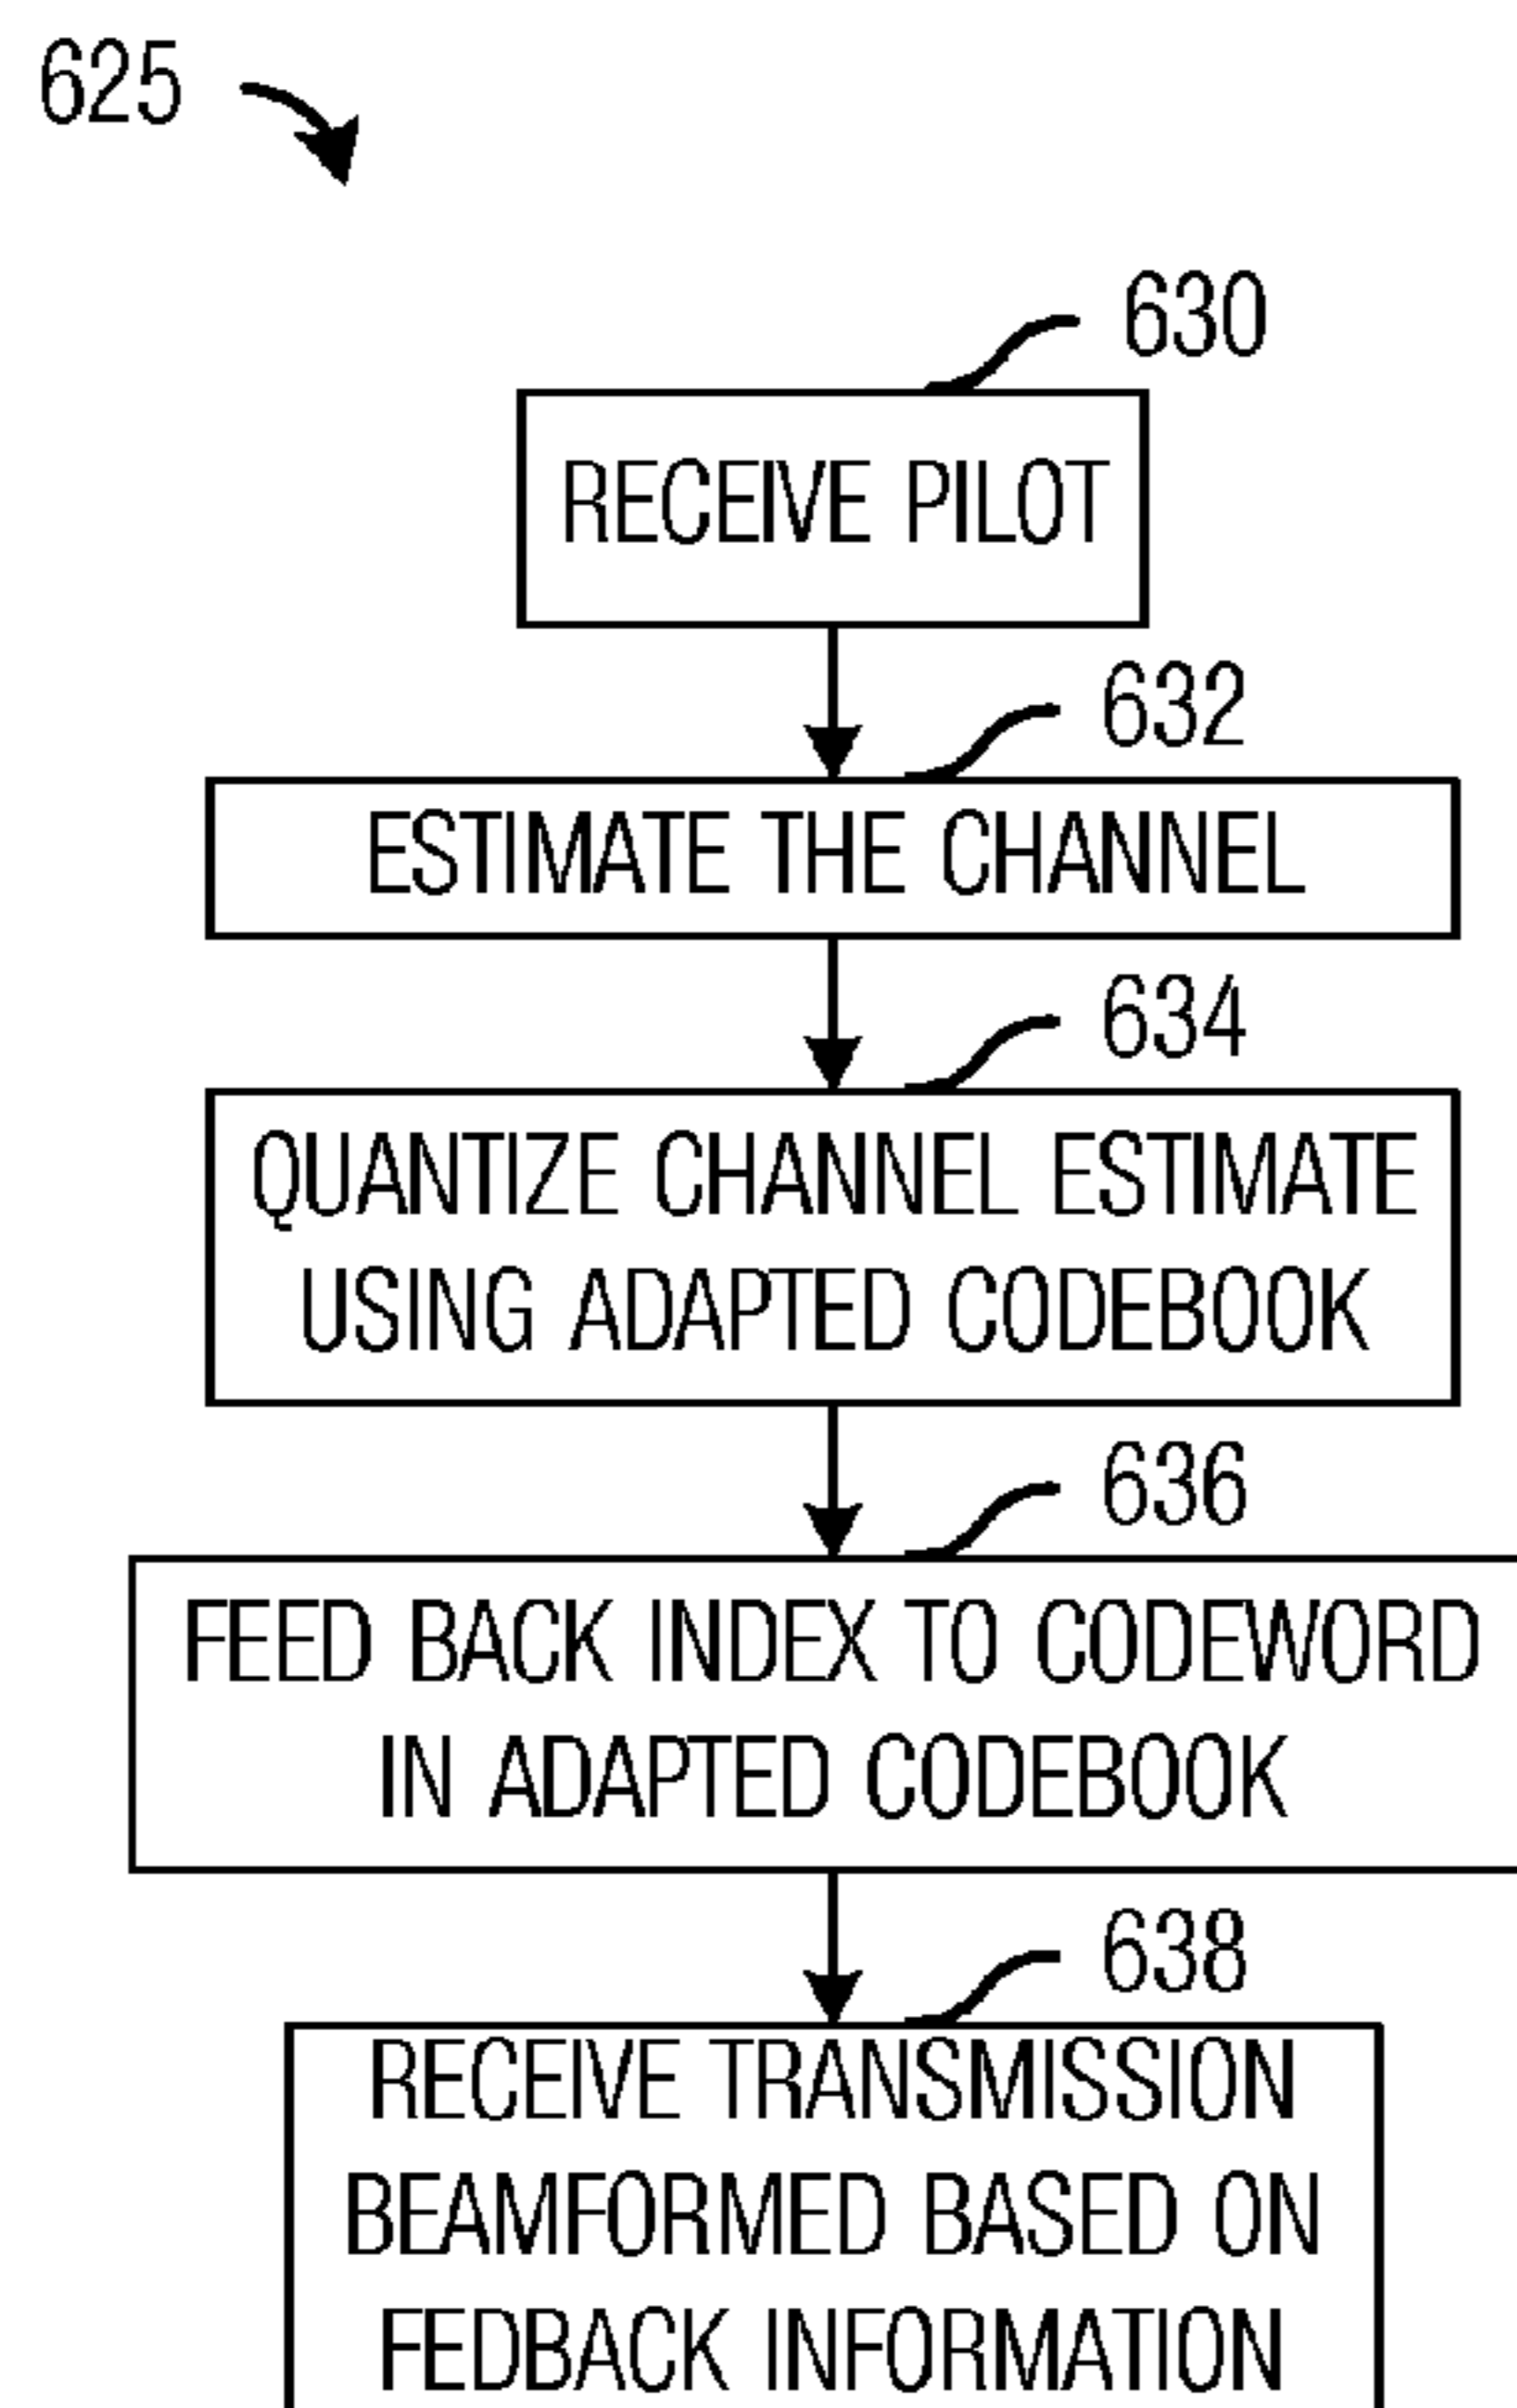 625
630
RECEIVE PILOT
632
ESTIMATE THE CHANNEL
634
QUANTIZE CHANNEL ESTIMATE
USING ADAPTED CODEBOOK
636
FEED BACK INDEX TO CODEWORD
IN ADAPTED CODEBOOK
638
RECEIVE TRANSMISSION
BEAMFORMED BASED ON
FEDBACK INFORMATION